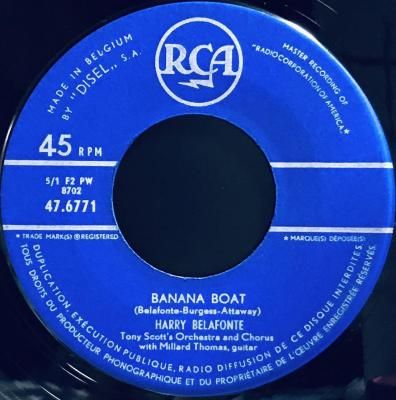 RCA
MADE IN BELGIUM
BY "DISEL,, S.A.
MASTER RECORDING OF
"RADIO CORPORATION OF AMERICA„*
45 RPM
5/1 F2 PW
8702
47.6771
* TRADE MARK(S) ® REGISTERED
* MARQUE(S) DÉPOSÉE(S)
BANANA BOAT
(Belafonte-Burgess-Attaway)
HARRY BELAFONTE
Tony Scott's Orchestra and Chorus
with Millard Thomas, guitar
DUPLICATION, EXÉCUTION PUBLIQUE, RADIO DIFFUSION DE CE DISQUE INTERDITES.
TOUS DROITS DU PRODUCTEUR PHONOGRAPHIQUE ET DU PROPRIÉTAIRE DE L'ŒUVRE ENREGISTRÉE RÉSERVÉS.